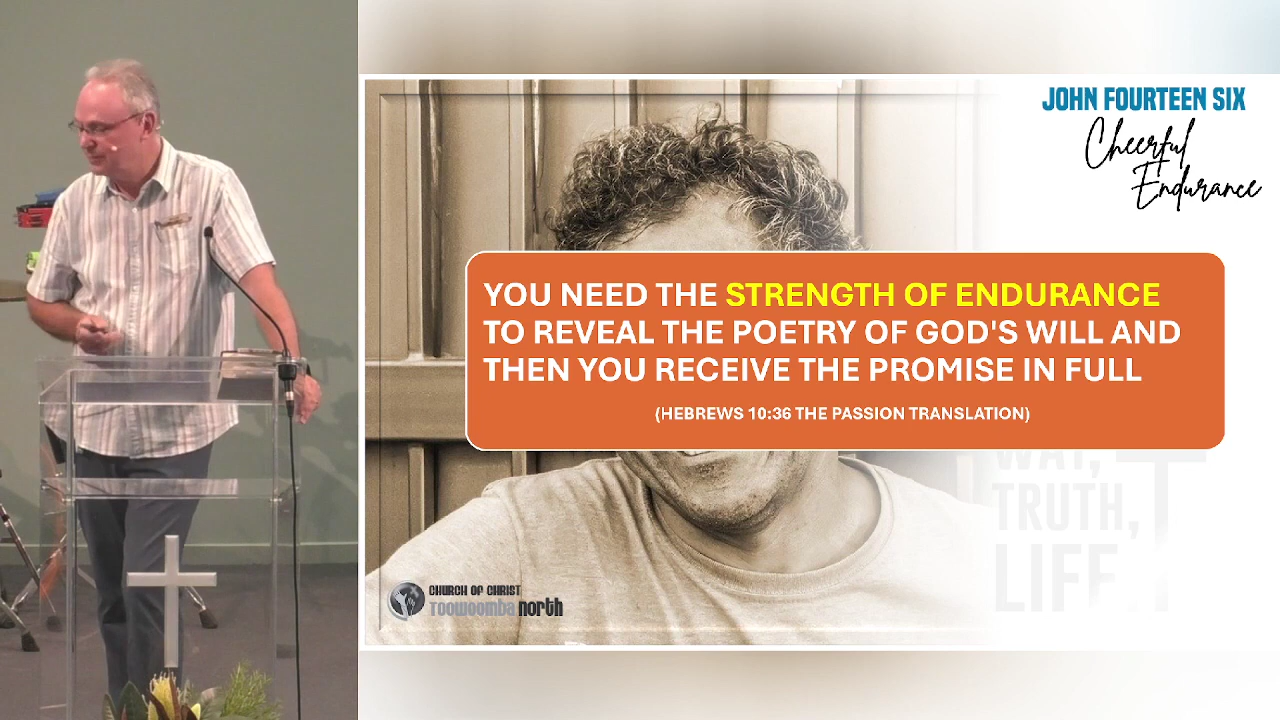 JOHN FOURTEEN SIX
Cheerful
Endurance
YOU NEED THE STRENGTH OF ENDURANCE
TO REVEAL THE POETRY OF GOD'S WILL AND
THEN YOU RECEIVE THE PROMISE IN FULL
(HEBREWS 10:36 THE PASSION TRANSLATION)
WAY,
TRUTH,
LIFE.
CHURCH OF CHRIST
TOOWOOMBA NORTH